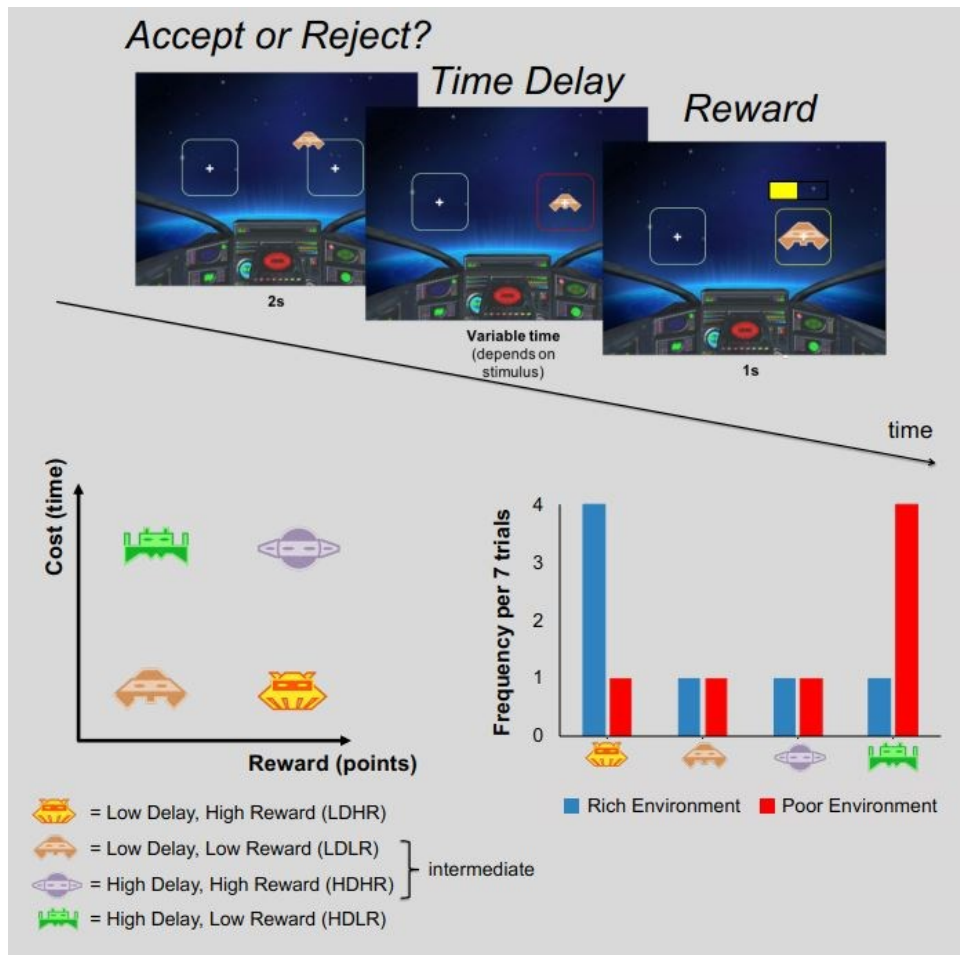 Accept or Reject?
Time Delay
Reward
2s
Variable time
(depends on
stimulus)
1s
time
Cost (time)
Reward (points)
Frequency per 7 trials
4
3
2
1
0
Rich Environment
Poor Environment
= Low Delay, High Reward (LDHR)
= Low Delay, Low Reward (LDLR)
= High Delay, High Reward (HDHR)
intermediate
= High Delay, Low Reward (HDLR)